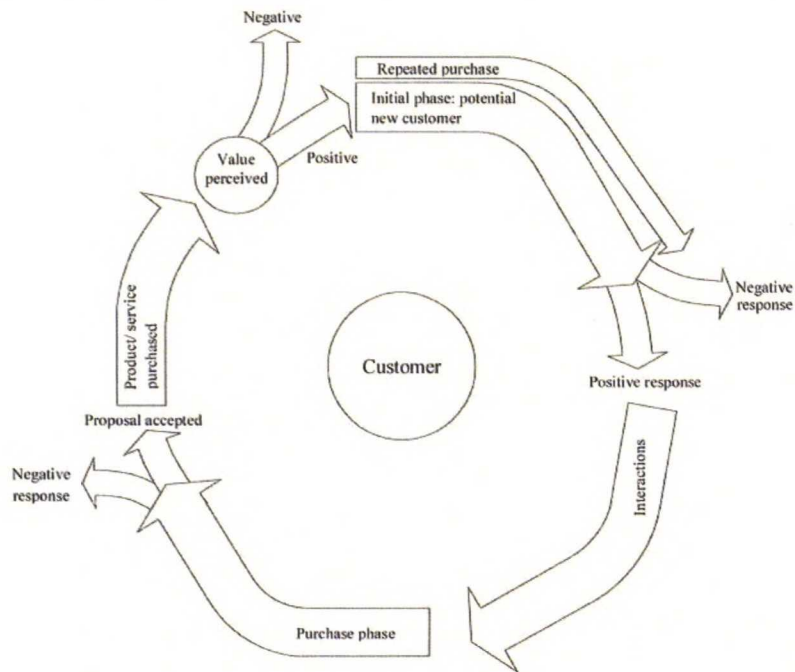 Negative
Repeated purchase
Initial phase: potential
new customer
Value
perceived
Positive
Negative
response
Product/ service
purchased
Customer
Positive response
Proposal accepted
Interactions
Negative
response
Purchase phase